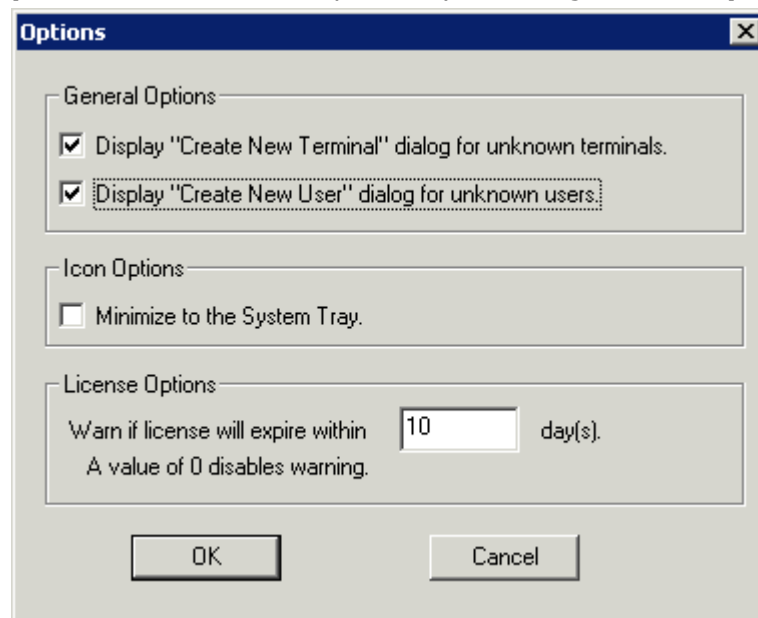 Options
General Options
Display "Create New Terminal" dialog for unknown terminals.
Display "Create New User" dialog for unknown users.
Icon Options
Minimize to the System Tray.
License Options
Warn if license will expire within 10 day(s).
A value of 0 disables warning.
OK Cancel